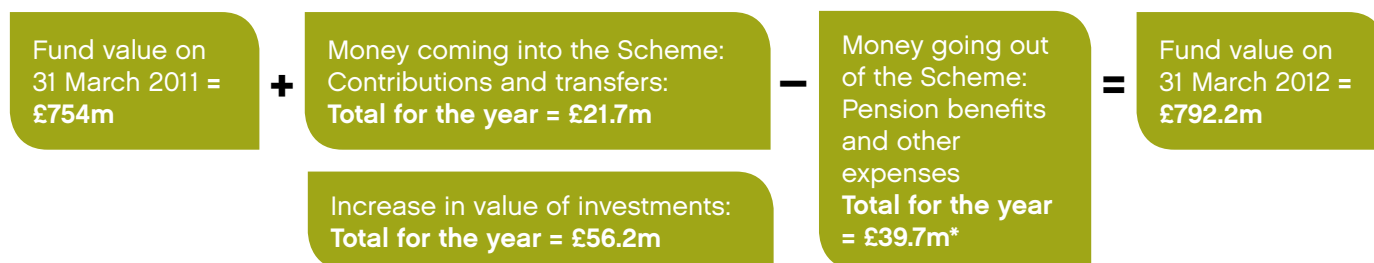 Fund value on
31 March 2011 =
£754m
+
Money coming into the Scheme:
Contributions and transfers:
Total for the year = £21.7m
Increase in value of investments:
Total for the year = £56.2m
–
Money going out
of the Scheme:
Pension benefits
and other
expenses
Total for the year
= £39.7m*
=
Fund value on
31 March 2012 =
£792.2m